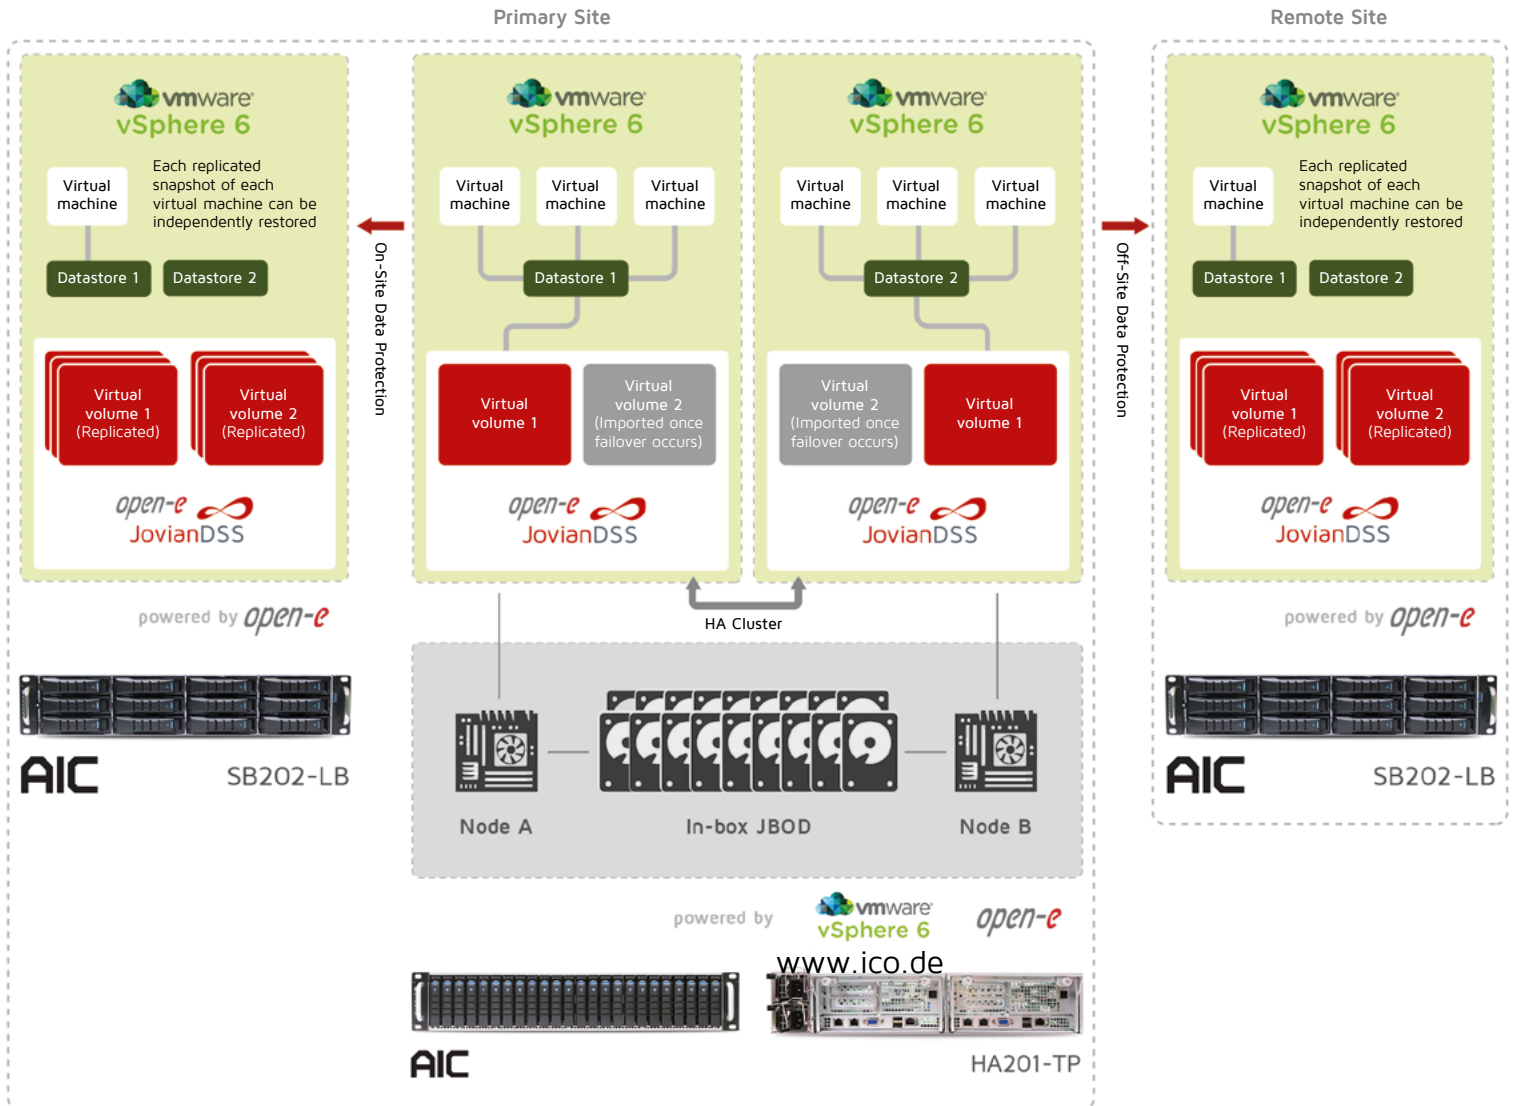 Primary Site
Remote Site
vmware®
vSphere 6
Virtual
machine
Each replicated
snapshot of each
virtual machine can be
independently restored
Datastore 1
Datastore 2
Virtual
volume 1
(Replicated)
Virtual
volume 2
(Replicated)
open-e
JovianDSS
powered by open-e
AIC
SB202-LB
On-Site Data Protection
vmware®
vSphere 6
Virtual
machine
Virtual
machine
Virtual
machine
Datastore 1
Virtual
volume 1
Virtual
volume 2
(Imported once
failover occurs)
open-e
JovianDSS
vmware®
vSphere 6
Virtual
machine
Virtual
machine
Virtual
machine
Datastore 2
Virtual
volume 2
(Imported once
failover occurs)
Virtual
volume 1
open-e
JovianDSS
HA Cluster
Node A
In-box JBOD
Node B
powered by
vmware®
vSphere 6
open-e
www.ico.de
AIC
HA201-TP
Off-Site Data Protection
vmware®
vSphere 6
Virtual
machine
Each replicated
snapshot of each
virtual machine can be
independently restored
Datastore 1
Datastore 2
Virtual
volume 1
(Replicated)
Virtual
volume 2
(Replicated)
open-e
JovianDSS
powered by open-e
AIC
SB202-LB